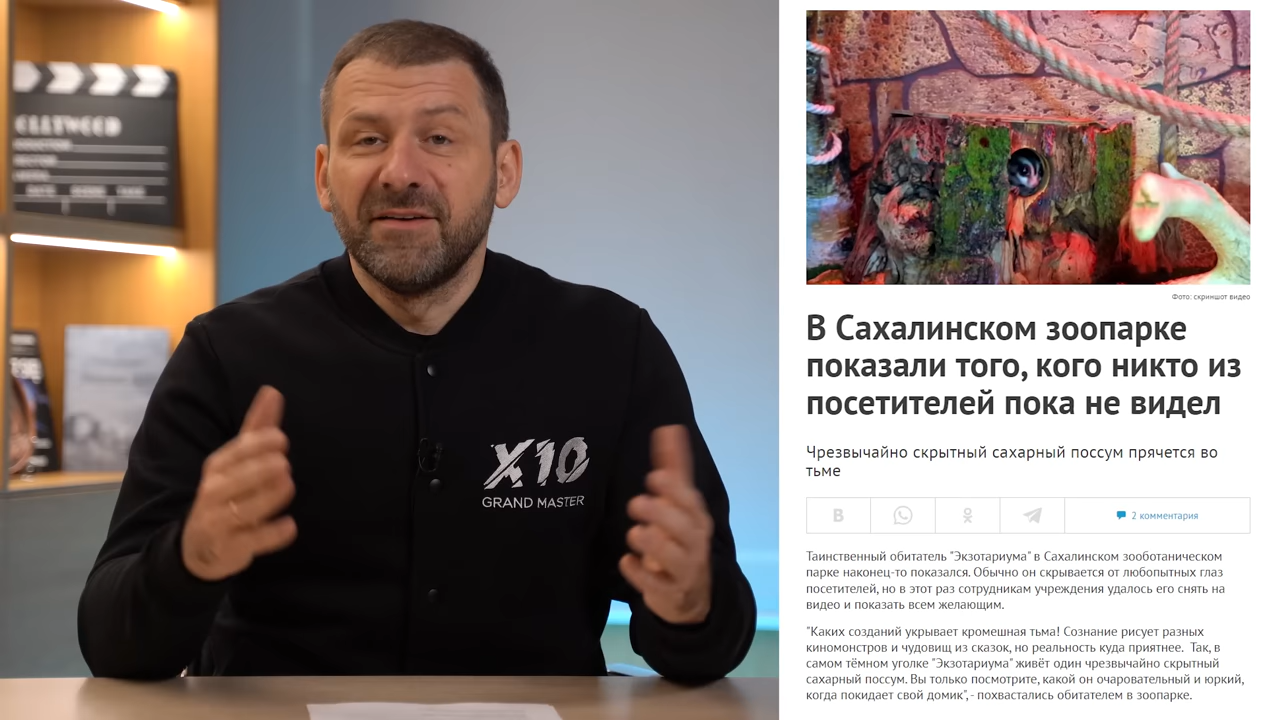 X10
GRAND MASTER
DATE SCENE TAKE
Фото: скриншот видео
В Сахалинском зоопарке
показали того, кого никто из
посетителей пока не видел
Чрезвычайно скрытный сахарный поссум прячется во
тьме
2 комментария
Таинственный обитатель "Экзотариума" в Сахалинском зооботаническом
парке наконец-то показался. Обычно он скрывается от любопытных глаз
посетителей, но в этот раз сотрудникам учреждения удалось его снять на
видео и показать всем желающим.
"Каких созданий укрывает кромешная тьма! Сознание рисует разных
киномонстров и чудовищ из сказок, но реальность куда приятнее. Так, в
самом тёмном уголке "Экзотариума" живёт один чрезвычайно скрытный
сахарный поссум. Вы только посмотрите, какой он очаровательный и юркий,
когда покидает свой домик", - похвастались обитателем в зоопарке.